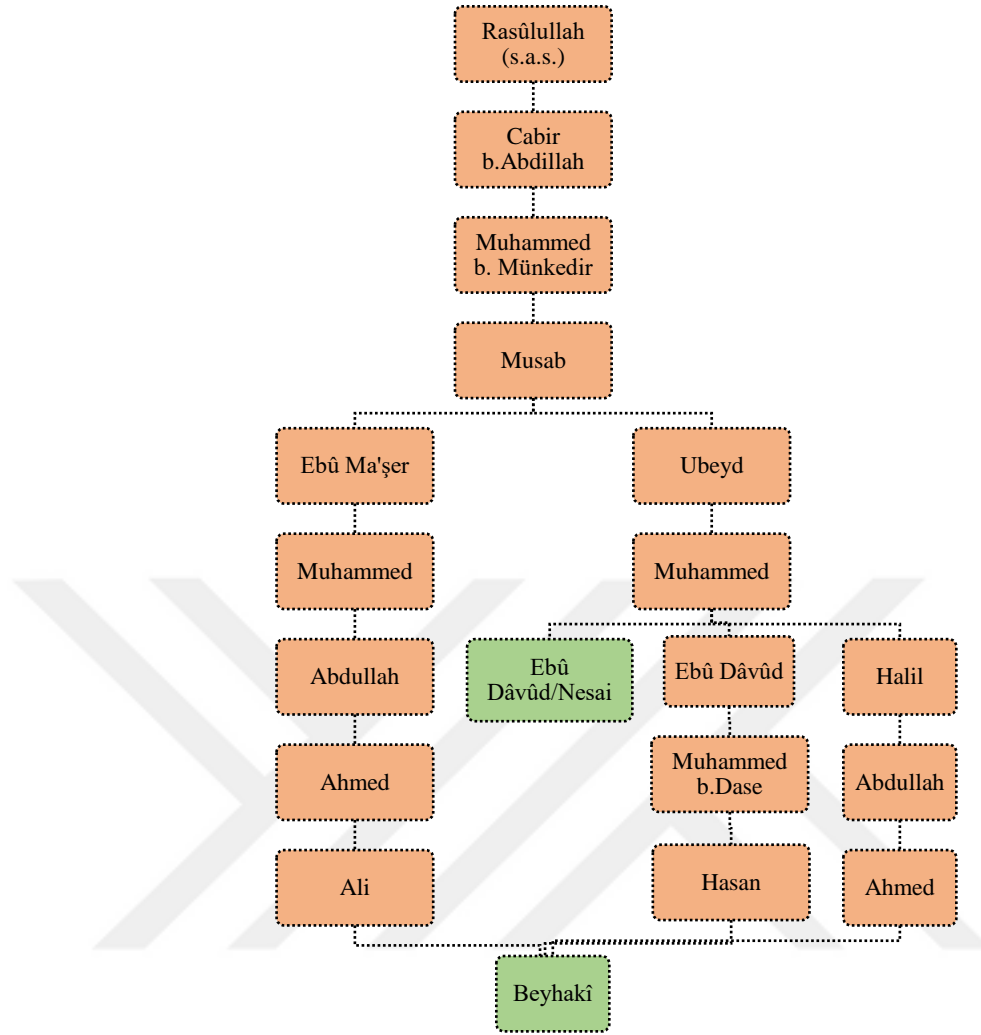 Rasûlullah
(s.a.s.)
Cabir
b.Abdillah
Muhammed
b. Münkedir
Musab
Ebû Ma'şer
Ubeyd
Muhammed
Muhammed
Abdullah
Ebû
Dâvûd/Nesai
Ebû Dâvûd
Halil
Ahmed
Muhammed
b.Dase
Abdullah
Ali
Hasan
Ahmed
Beyhakî